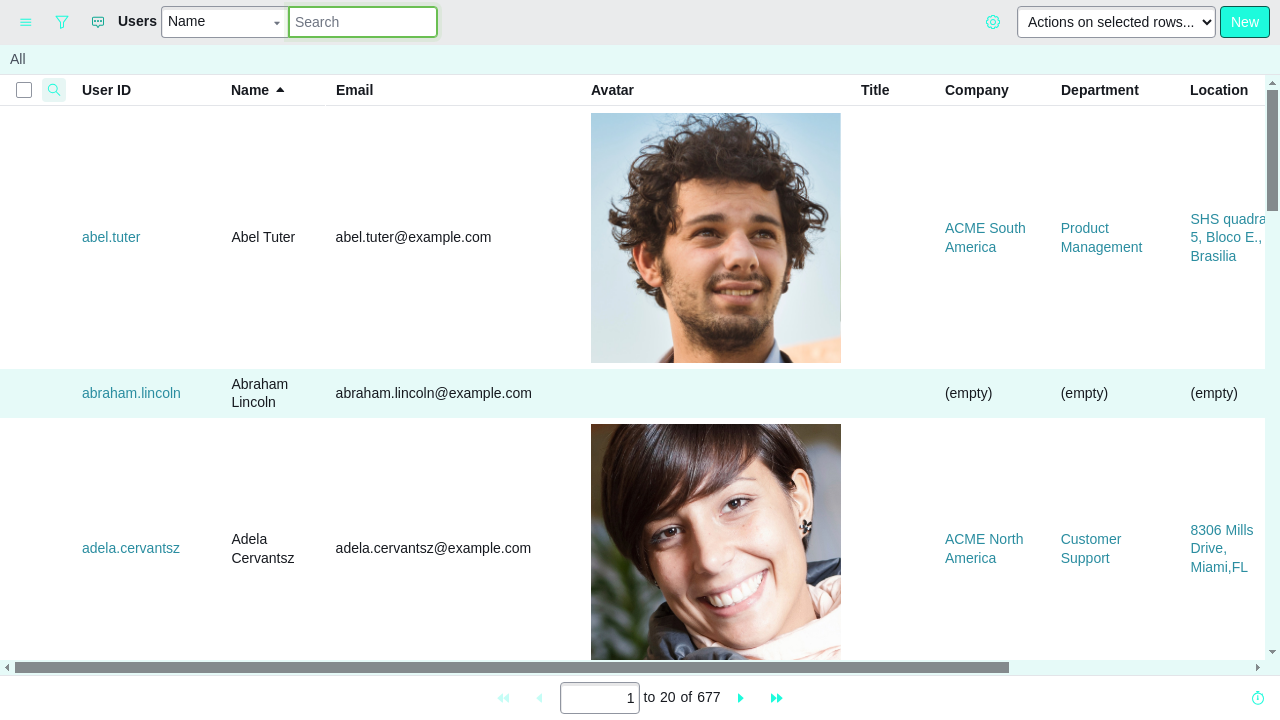 Users Name Search Actions on selected rows... New
All
User ID Name Email Avatar Title Company Department Location
abel.tuter Abel Tuter abel.tuter@example.com ACME South America Product Management SHS quadra 5, Bloco E., Brasilia
abraham.lincoln Abraham Lincoln abraham.lincoln@example.com (empty) (empty) (empty)
adela.cervantsz Adela Cervantsz adela.cervantsz@example.com ACME North America Customer Support 8306 Mills Drive, Miami,FL
1 to 20 of 677